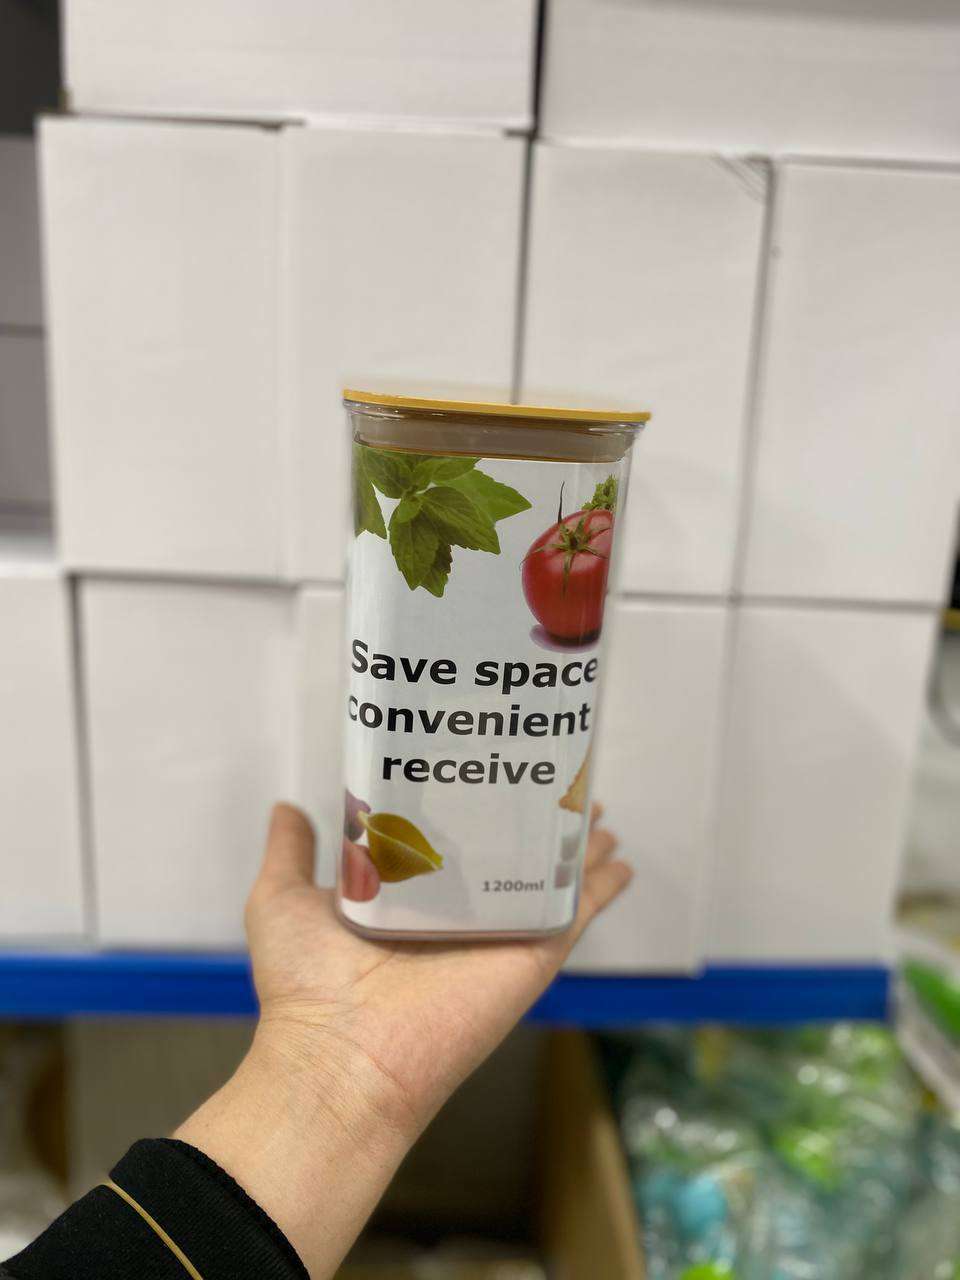 Save space
convenient
receive
1200ml